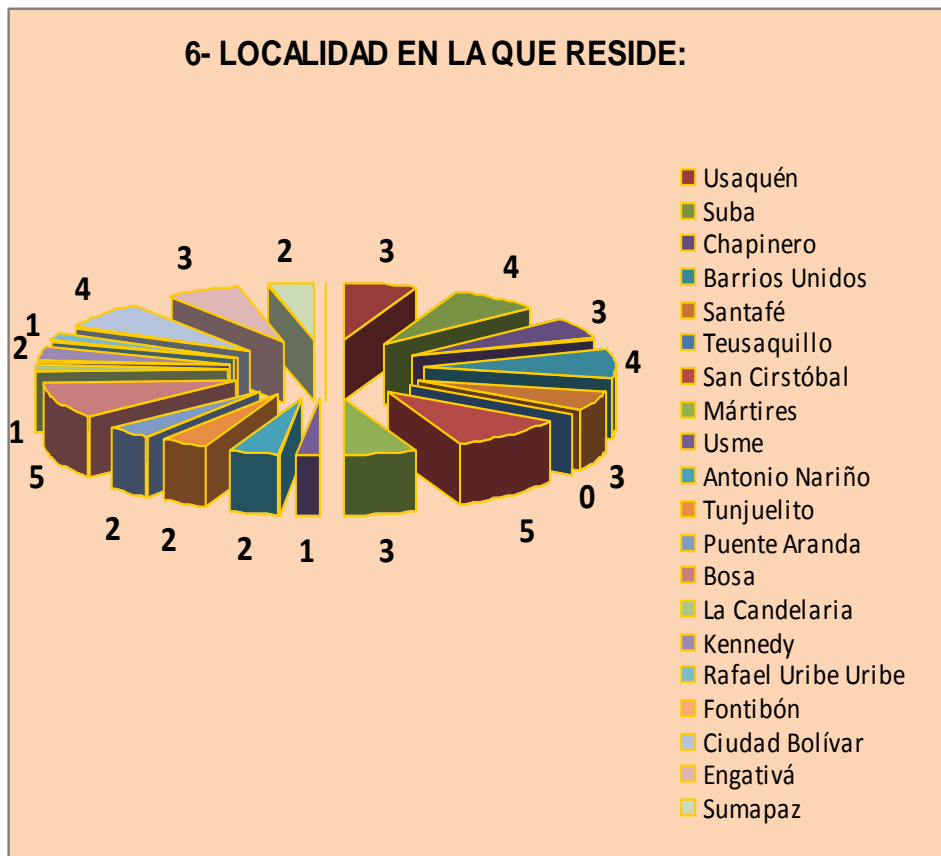 6- LOCALIDAD EN LA QUE RESIDE:
3
4
3
4
3
0
5
3
1
2
2
2
5
1
2
1
4
3
2
Usaquén
Suba
Chapinero
Barrios Unidos
Santafé
Teusaquillo
San Cirstóbal
Mártires
Usme
Antonio Nariño
Tunjuelito
Puente Aranda
Bosa
La Candelaria
Kennedy
Rafael Uribe Uribe
Fontibón
Ciudad Bolívar
Engativá
Sumapaz